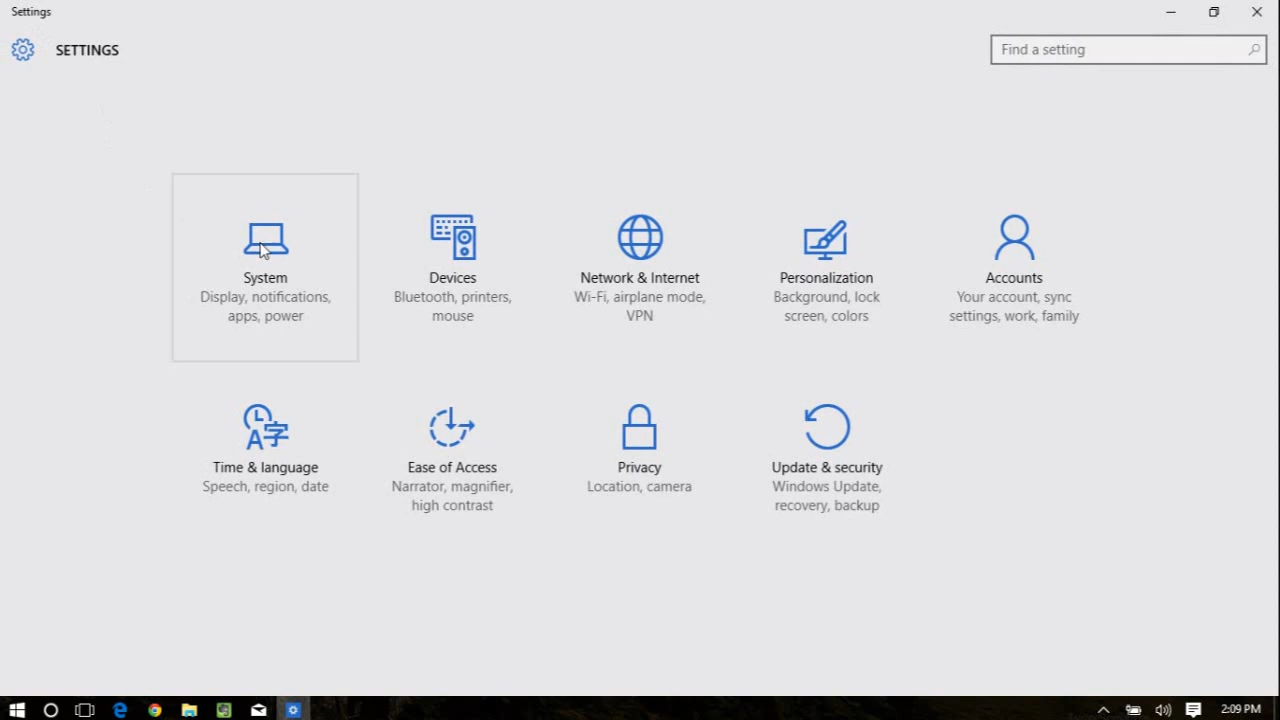 Settings
SETTINGS
Find a setting
System
Display, notifications,
apps, power
Devices
Bluetooth, printers,
mouse
Network & Internet
Wi-Fi, airplane mode,
VPN
Personalization
Background, lock
screen, colors
Accounts
Your account, sync
settings, work, family
Time & language
Speech, region, date
Ease of Access
Narrator, magnifier,
high contrast
Privacy
Location, camera
Update & security
Windows Update,
recovery, backup
2:09 PM